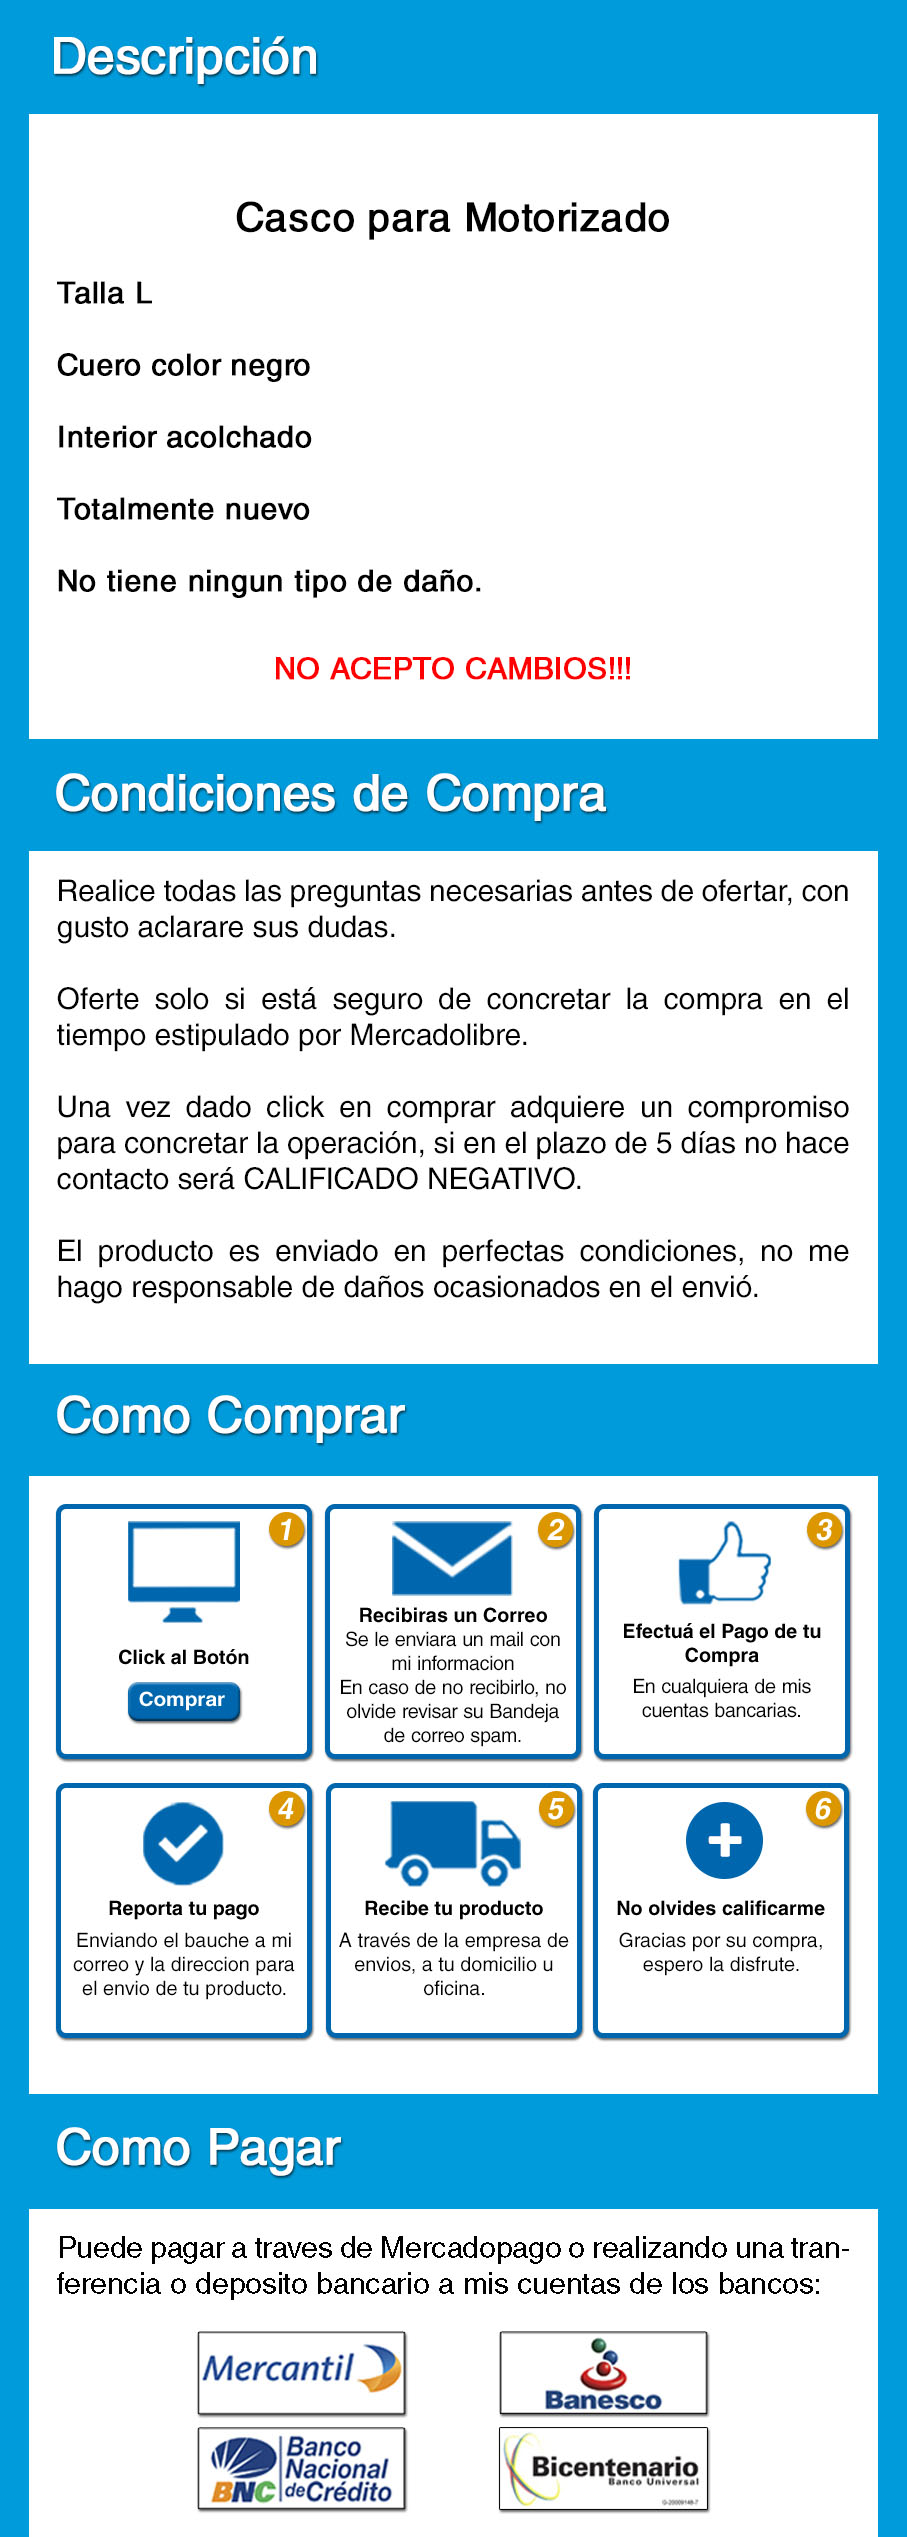 Descripción
Casco para Motorizado
Talla L
Cuero color negro
Interior acolchado
Totalmente nuevo
No tiene ningun tipo de daño.
NO ACEPTO CAMBIOS!!!
Condiciones de Compra
Realice todas las preguntas necesarias antes de ofertar, con
gusto aclarare sus dudas.
Oferte solo si está seguro de concretar la compra en el
tiempo estipulado por Mercadolibre.
Una vez dado click en comprar adquiere un compromiso
para concretar la operación, si en el plazo de 5 días no hace
contacto será CALIFICADO NEGATIVO.
El producto es enviado en perfectas condiciones, no me
hago responsable de daños ocasionados en el envió.
Como Comprar
1
Click al Botón
Comprar
2
Recibiras un Correo
Se le enviara un mail con
mi informacion
En caso de no recibirlo, no
olvide revisar su Bandeja
de correo spam.
3
Efectuá el Pago de tu
Compra
En cualquiera de mis
cuentas bancarias.
4
Reporta tu pago
Enviando el bauche a mi
correo y la direccion para
el envio de tu producto.
5
Recibe tu producto
A través de la empresa de
envios, a tu domicilio u
oficina.
6
No olvides calificarme
Gracias por su compra,
espero la disfrute.
Como Pagar
Puede pagar a traves de Mercadopago o realizando una tran-
ferencia o deposito bancario a mis cuentas de los bancos:
Mercantil
Banesco
BNC
Banco
Nacional
de Crédito
Bicentenario
Banco Universal